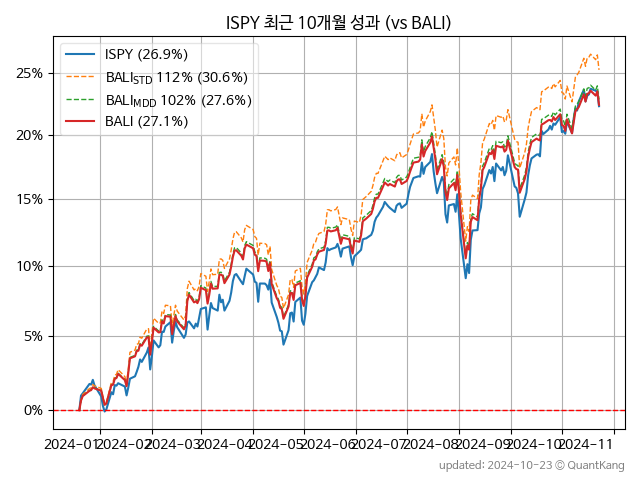 ISPY 최근 10개월 성과 (vs BALI)
ISPY (26.9%)
BALI_STD 112% (30.6%)
BALI_MDD 102% (27.6%)
BALI (27.1%)
25%
20%
15%
10%
5%
0%
2024-01 2024-02 2024-03 2024-04 2024-05 2024-06 2024-07 2024-08 2024-09 2024-10 2024-11
updated: 2024-10-23 ⓒ QuantKang